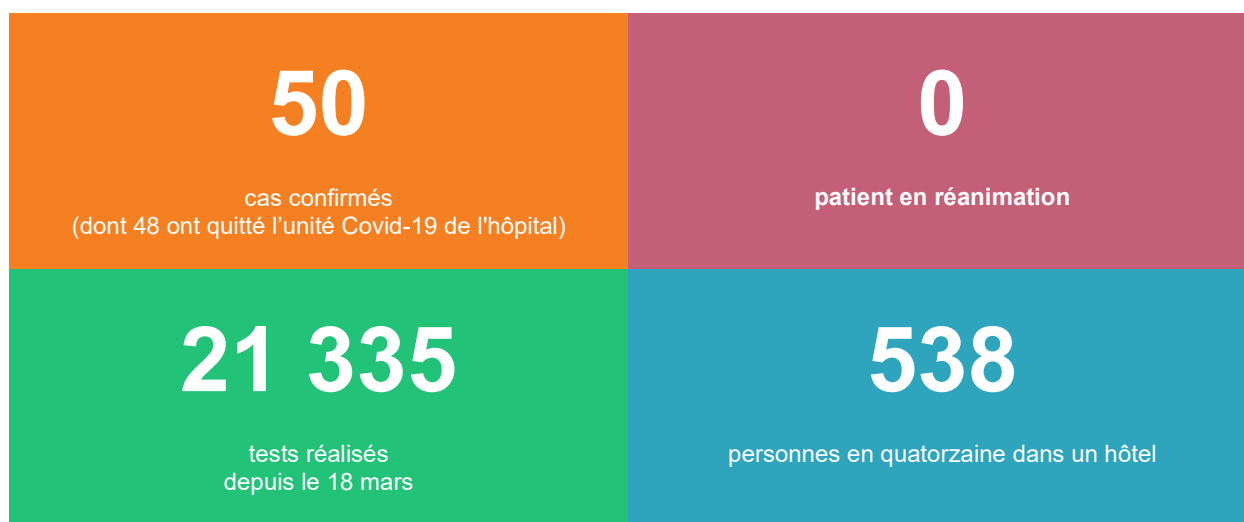 50
cas confirmés
(dont 48 ont quitté l’unité Covid-19 de l'hôpital)
0
patient en réanimation
21 335
tests réalisés
depuis le 18 mars
538
personnes en quatorzaine dans un hôtel